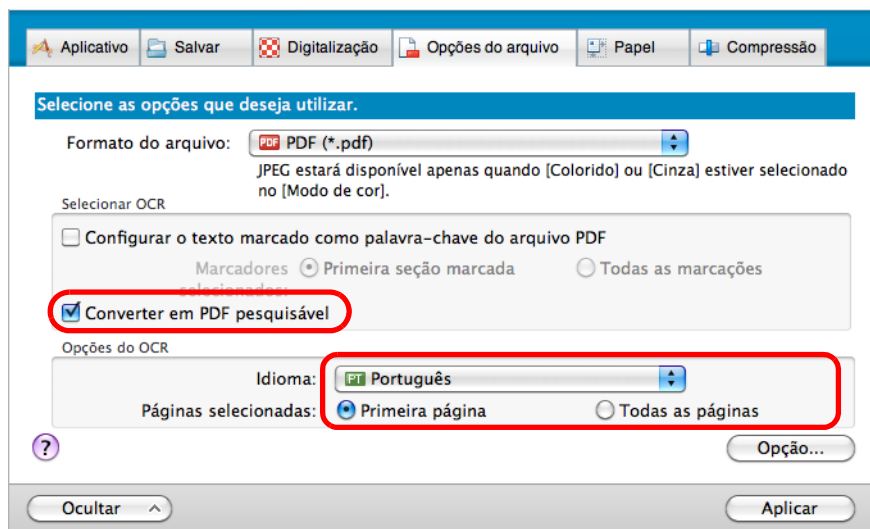 Aplicativo Salvar Digitalização Opções do arquivo Papel Compressão
Selecione as opções que deseja utilizar.
Formato do arquivo: PDF PDF (*.pdf)
JPEG estará disponível apenas quando [Colorido] ou [Cinza] estiver selecionado
no [Modo de cor].
Selecionar OCR
Configurar o texto marcado como palavra-chave do arquivo PDF
Marcadores Primeira seção marcada Todas as marcações
selecionados:
Converter em PDF pesquisável
Opções do OCR
Idioma: PT Português
Páginas selecionadas: Primeira página Todas as páginas
? Opção...
Ocultar Aplicar